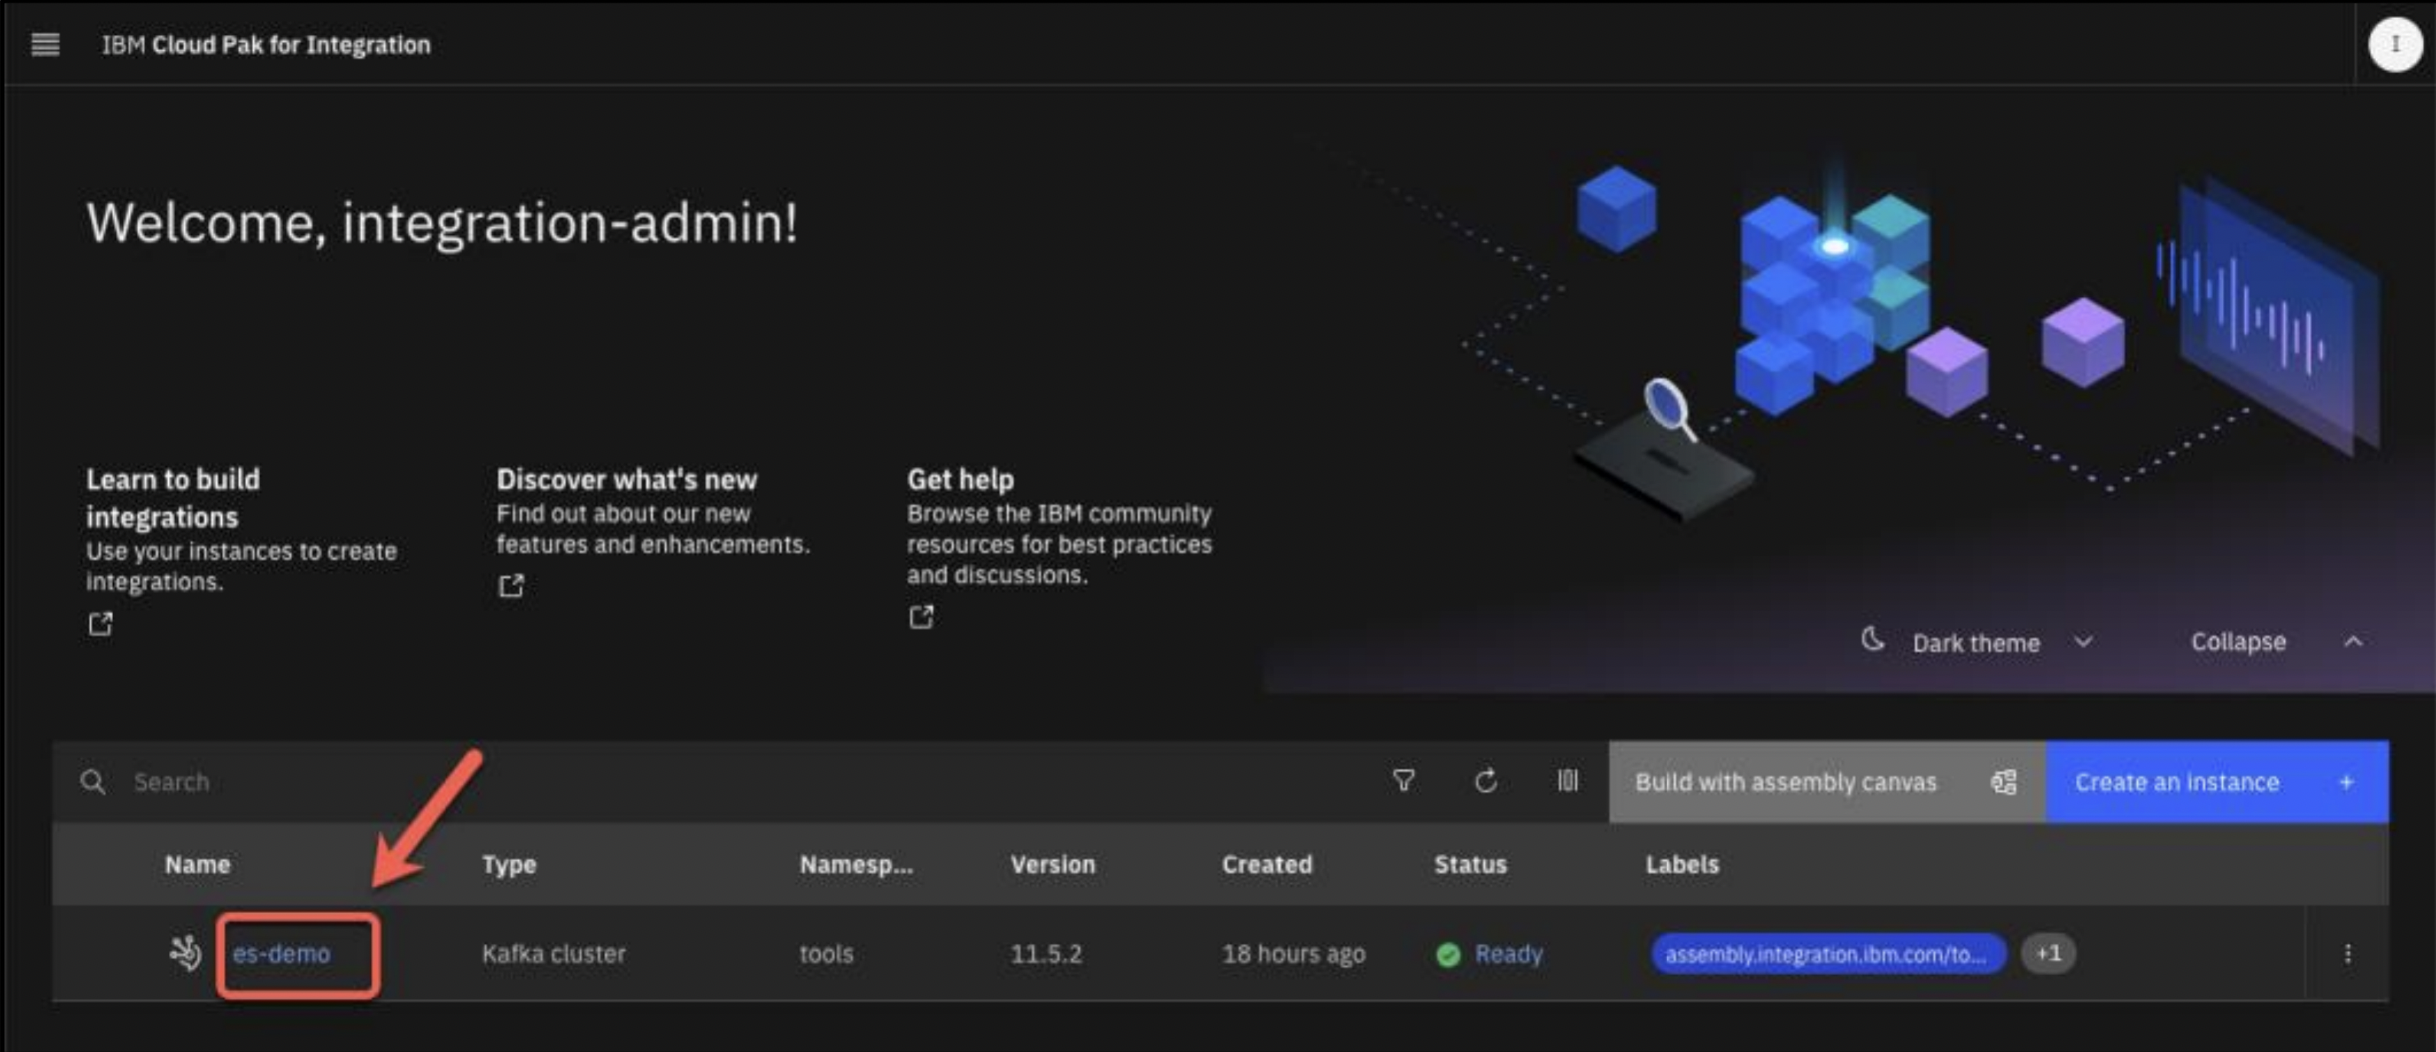 IBM Cloud Pak for Integration
I
Welcome, integration-admin!
Learn to build
integrations
Use your instances to create
integrations.
Discover what's new
Find out about our new
features and enhancements.
Get help
Browse the IBM community
resources for best practices
and discussions.
Dark theme
Collapse
Search
Build with assembly canvas
Create an instance +
Name Type Namesp... Version Created Status Labels
es-demo Kafka cluster tools 11.5.2 18 hours ago Ready assembly.integration.ibm.com/to... +1